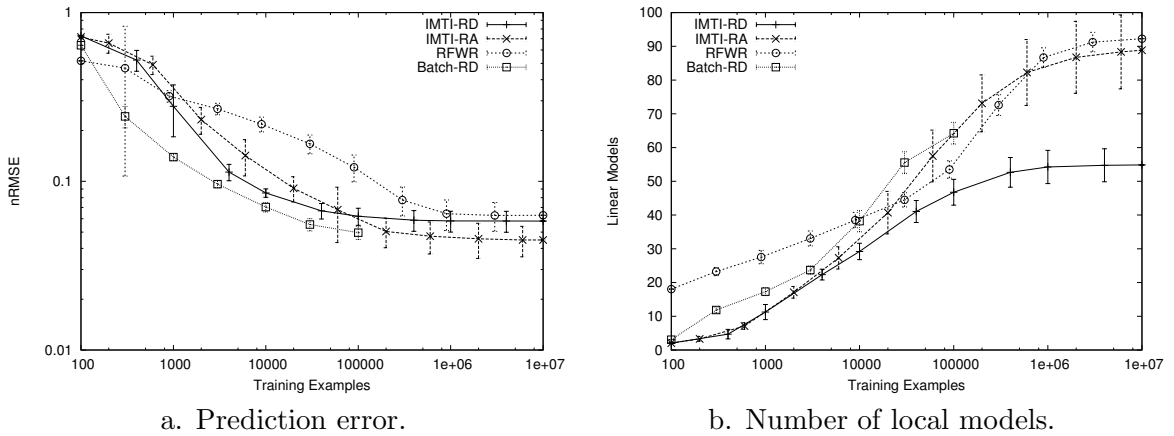 1
0.1
0.01
100
1000
10000
100000
1e+06
1e+07
nRMSE
Training Examples
IMTI-RD
IMTI-RA
RFWR
Batch-RD
a. Prediction error.
100
90
80
70
60
50
40
30
20
10
0
100
1000
10000
100000
1e+06
1e+07
Linear Models
Training Examples
IMTI-RD
IMTI-RA
RFWR
Batch-RD
b. Number of local models.